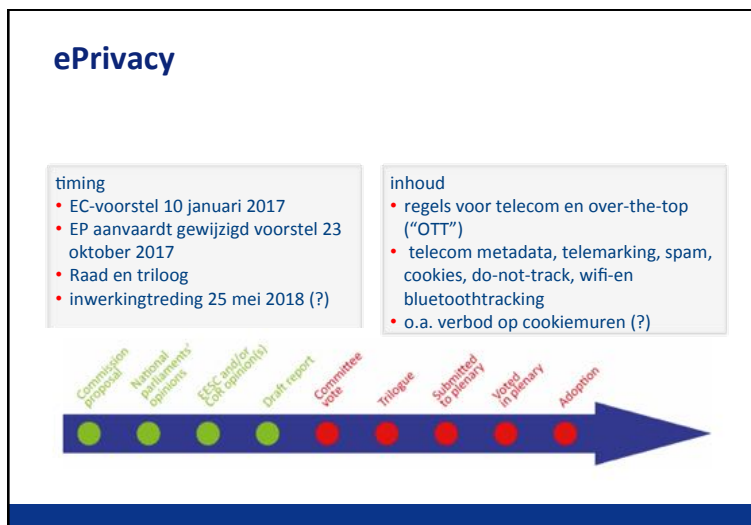 ePrivacy
timing
• EC-voorstel 10 januari 2017
• EP aanvaardt gewijzigd voorstel 23
oktober 2017
• Raad en triloog
• inwerkingtreding 25 mei 2018 (?)
inhoud
• regels voor telecom en over-the-top
(“OTT”)
• telecom metadata, telemarking, spam,
cookies, do-not-track, wifi-en
bluetoothtracking
• o.a. verbod op cookiemuren (?)
Commission
proposal
National
parliaments'
opinions
EESC and/or
CoR opinion(s)
Draft report
Committee
vote
Trilogue
Submitted
to plenary
Voted
in plenary
Adoption